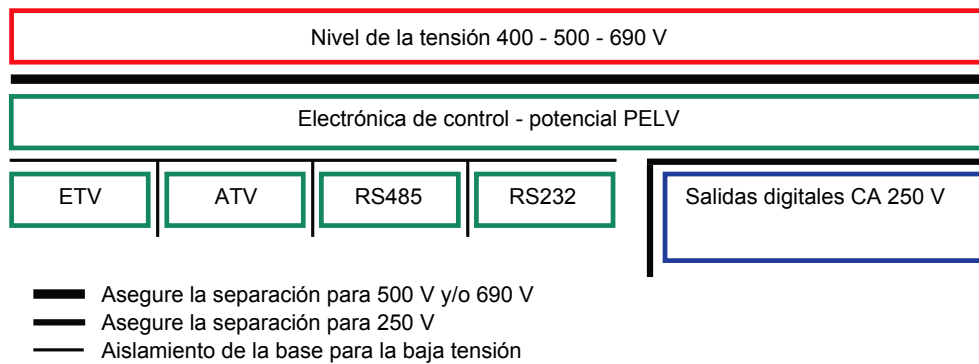 Nivel de la tensión 400 - 500 - 690 V
Electrónica de control - potencial PELV
ETV
ATV
RS485
RS232
Salidas digitales CA 250 V
Asegure la separación para 500 V y/o 690 V
Asegure la separación para 250 V
Aislamiento de la base para la baja tensión